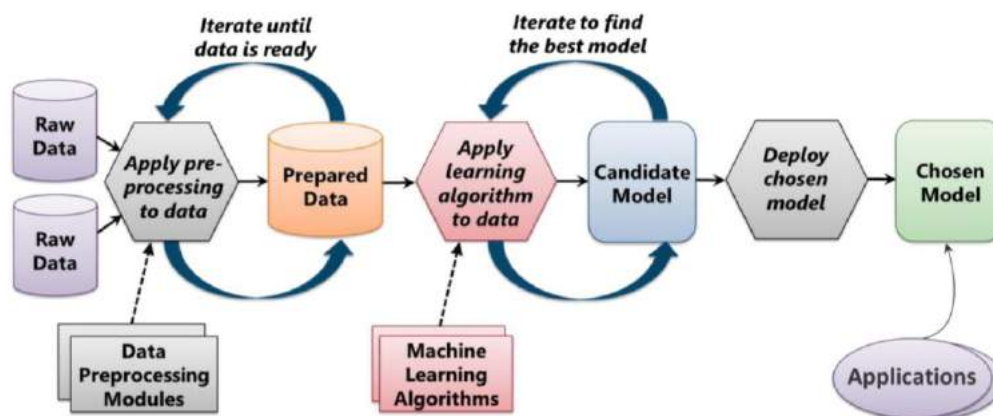 Iterate until
data is ready
Iterate to find
the best model
Raw
Data
Raw
Data
Apply pre-
processing
to data
Prepared
Data
Apply
learning
algorithm
to data
Candidate
Model
Deploy
chosen
model
Chosen
Model
Data
Preprocessing
Modules
Machine
Learning
Algorithms
Applications